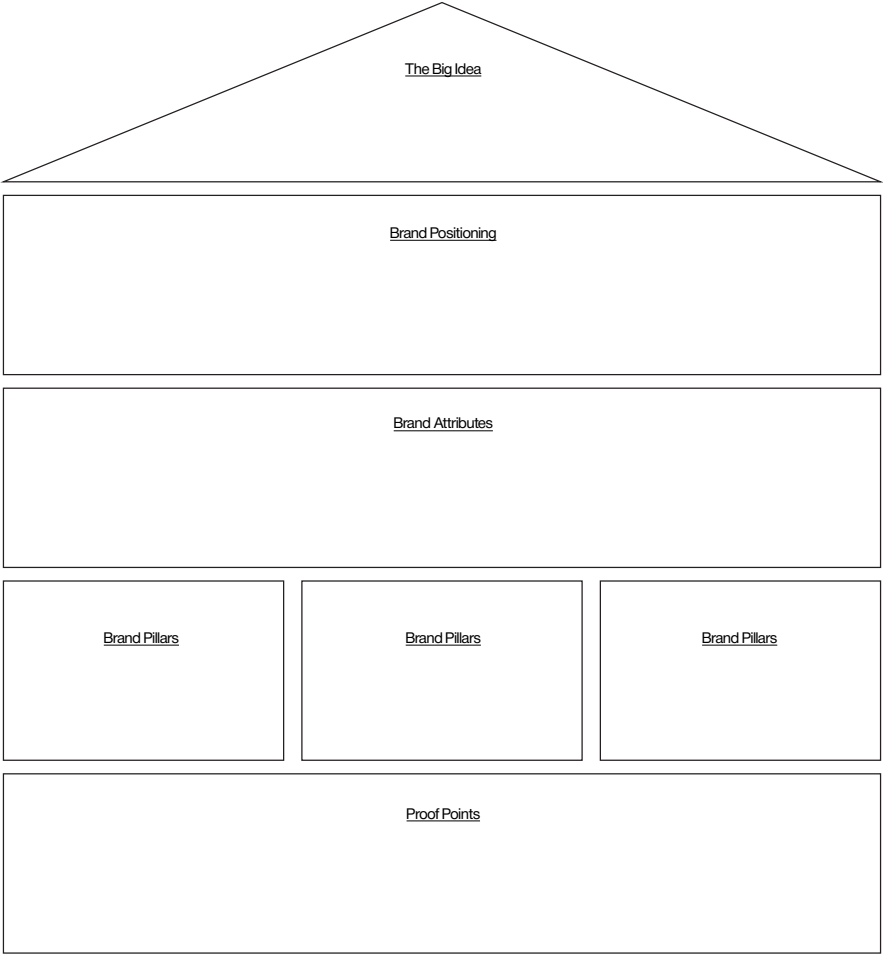 The Big Idea
Brand Positioning
Brand Attributes
Brand Pillars
Brand Pillars
Brand Pillars
Proof Points